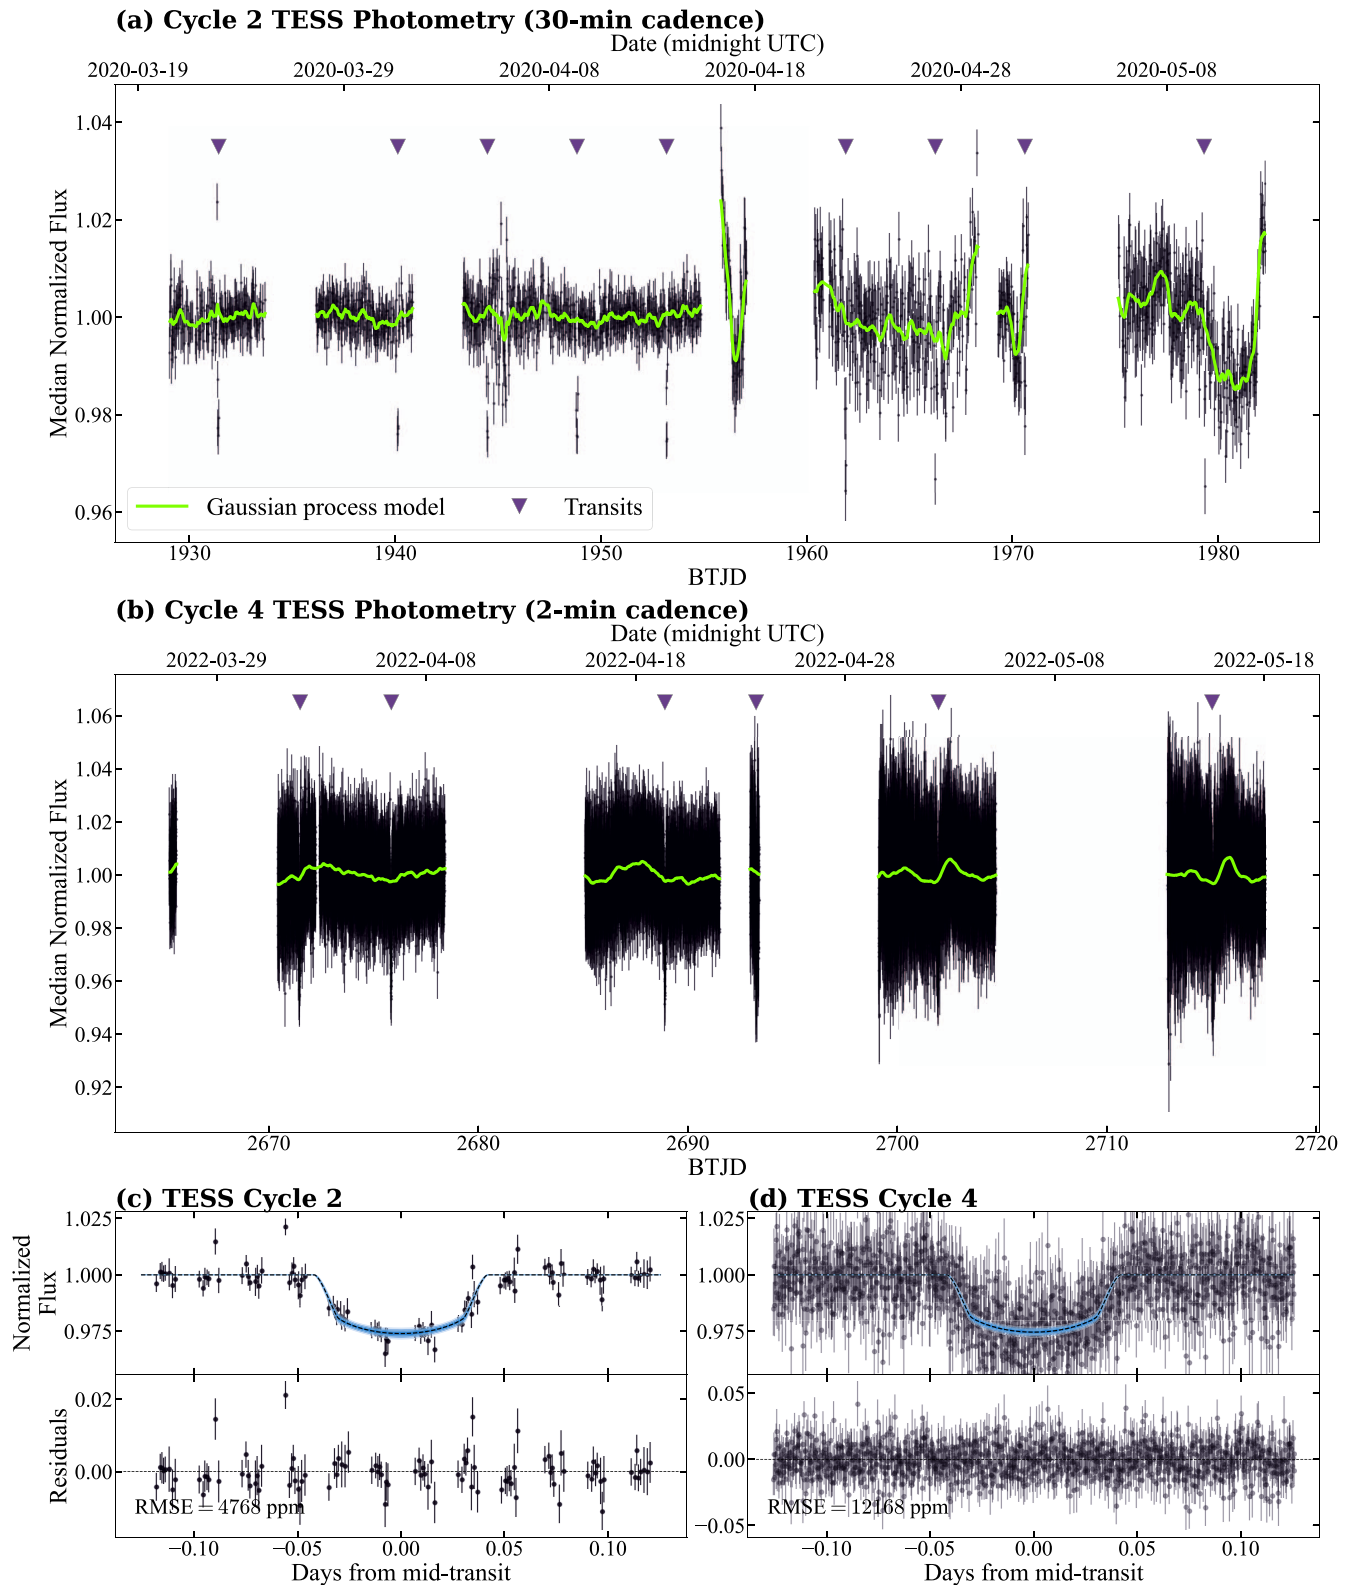 (a) Cycle 2 TESS Photometry (30-min cadence)
Date (midnight UTC)
2020-03-19 2020-03-29 2020-04-08 2020-04-18 2020-04-28 2020-05-08
Median Normalized Flux
1.04
1.02
1.00
0.98
0.96
Gaussian process model Transits
1930 1940 1950 1960 1970 1980
BTJD
(b) Cycle 4 TESS Photometry (2-min cadence)
Date (midnight UTC)
2022-03-29 2022-04-08 2022-04-18 2022-04-28 2022-05-08 2022-05-18
Median Normalized Flux
1.06
1.04
1.02
1.00
0.98
0.96
0.94
0.92
2670 2680 2690 2700 2710 2720
BTJD
(c) TESS Cycle 2
Normalized
Flux
1.025
1.000
0.975
Residuals
0.02
0.00
RMSE = 4768 ppm
−0.10 −0.05 0.00 0.05 0.10
Days from mid-transit
(d) TESS Cycle 4
1.025
1.000
0.975
0.05
0.00
−0.05
RMSE = 12168 ppm
−0.10 −0.05 0.00 0.05 0.10
Days from mid-transit